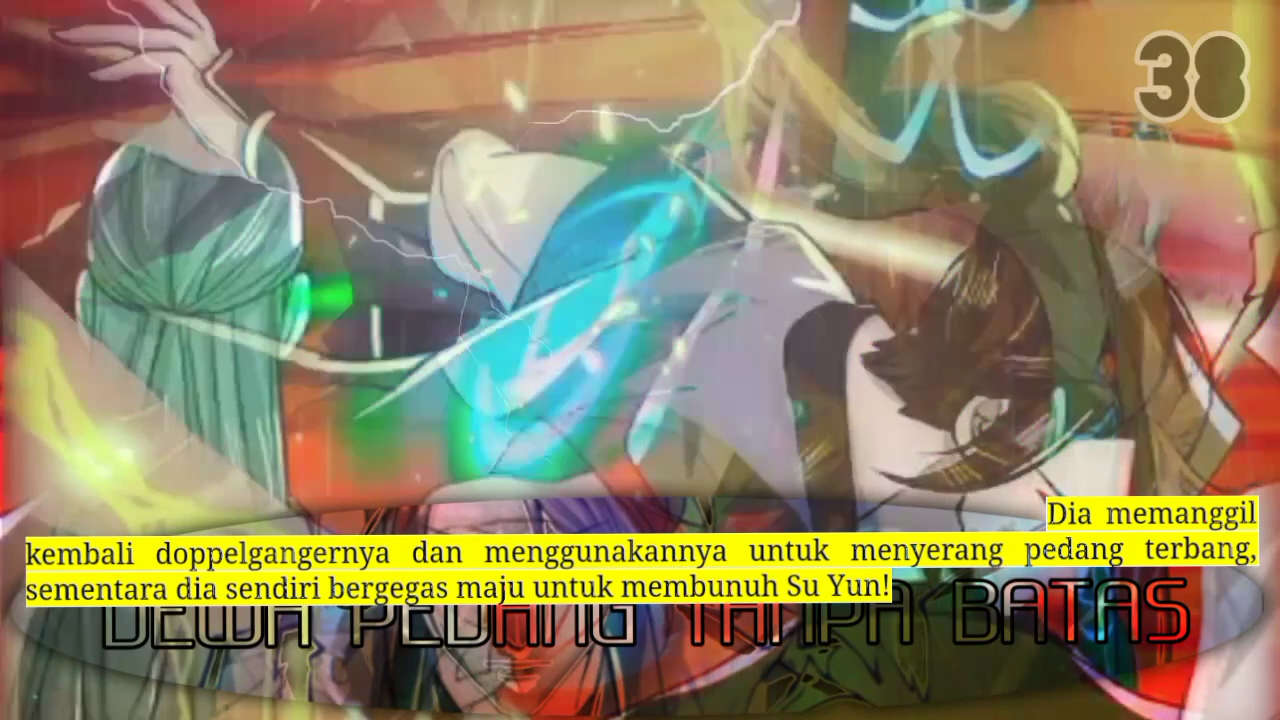 38
Dia memanggil
kembali doppelgangernya dan menggunakannya untuk menyerang pedang terbang,
sementara dia sendiri bergegas maju untuk membunuh Su Yun!
DEWA PEDANG TANPA BATAS